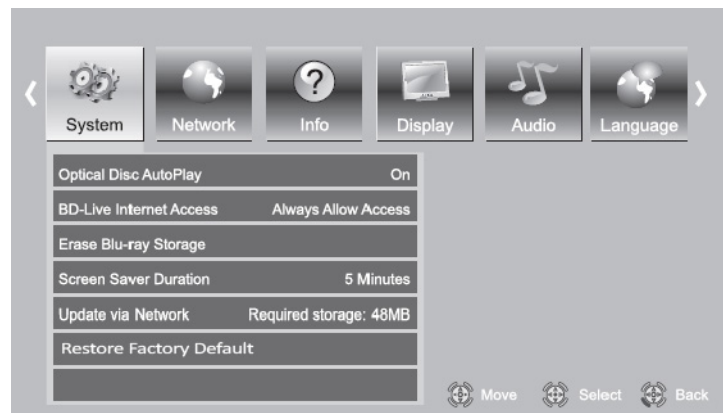 System Network Info Display Audio Language
Optical Disc AutoPlay On
BD-Live Internet Access Always Allow Access
Erase Blu-ray Storage
Screen Saver Duration 5 Minutes
Update via Network Required storage: 48MB
Restore Factory Default
Move Select Back